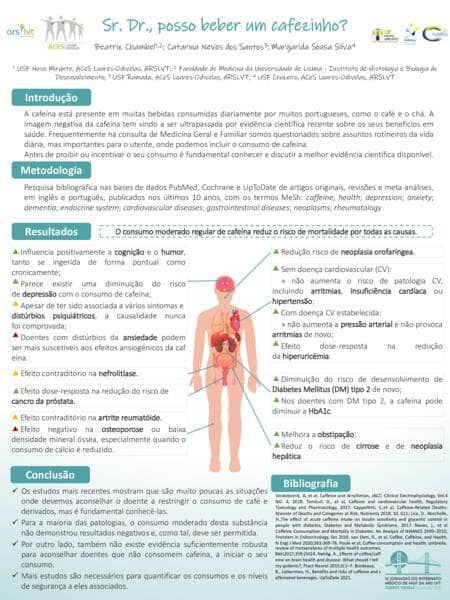 Sr. Dr., posso beber um cafezinho?
arslvt
ACES
Beatriz Chambel¹,²; Catarina Neves dos Santos³; Margarida Sousa Silva⁴
¹ USF Novo Mirante, ACeS Loures-Odivelas, ARSLVT; ² Faculdade de Medicina da Universidade de Lisboa - Instituto de Histologia e Biologia do
Desenvolvimento; ³ USF Ramada, ACeS Loures-Odivelas, ARSLVT; ⁴ USF Cruzeiro, ACeS Loures-Odivelas, ARSLVT
Introdução
A cafeína está presente em muitas bebidas consumidas diariamente por muitos portugueses, como o café e o chá. A
imagem negativa da cafeína tem vindo a ser ultrapassada por evidência científica recente sobre os seus benefícios em
saúde. Frequentemente na consulta de Medicina Geral e Familiar somos questionados sobre assuntos rotineiros da vida
diária, mas importantes para o utente, onde podemos incluir o consumo de cafeína.
Antes de proibir ou incentivar o seu consumo é fundamental conhecer e discutir a melhor evidência científica disponível.
Metodologia
Pesquisa bibliográfica nas bases de dados PubMed, Cochrane e UpToDate de artigos originais, revisões e meta-análises,
em inglês e português, publicados nos últimos 10 anos, com os termos MeSh: caffeine; health; depression; anxiety;
dementia; endocrine system; cardiovascular diseases; gastrointestinal diseases; neoplasms; rheumatology.
Resultados
O consumo moderado regular de cafeína reduz o risco de mortalidade por todas as causas.
Influencia positivamente a cognição e o humor,
tanto se ingerida de forma pontual como
cronicamente;
Parece existir uma diminuição do risco
de depressão com o consumo de cafeína;
Apesar de ter sido associada a vários sintomas e
distúrbios psiquiátricos, a causalidade nunca
foi comprovada;
Doentes com distúrbios da ansiedade podem
ser mais suscetíveis aos efeitos ansiogénicos da caf
eína.
Efeito contraditório na nefrolitíase.
Efeito dose-resposta na redução do risco de
cancro da próstata.
Efeito contraditório na artrite reumatóide.
Efeito negativo na osteoporose ou baixa
densidade mineral óssea, especialmente quando o
consumo de cálcio é reduzido.
Redução risco de neoplasia orofaríngea.
Sem doença cardiovascular (CV):
» não aumenta o risco de patologia CV,
incluindo arritmias, insuficiência cardíaca ou
hipertensão;
Com doença CV estabelecida:
» não aumenta a pressão arterial e não provoca
arritmias de novo;
Efeito dose-resposta na redução
da hiperuricémia.
Diminuição do risco de desenvolvimento de
Diabetes Mellitus (DM) tipo 2 de novo;
Nos doentes com DM tipo 2, a cafeína pode
diminuir a HbA1c.
Melhora a obstipação;
Reduz o risco de cirrose e de neoplasia
hepática.
Conclusão
Os estudos mais recentes mostram que são muito poucas as situações
onde devemos aconselhar o doente a restringir o consumo de café e
derivados, mas é fundamental conhecê-las.
Para a maioria das patologias, o consumo moderado desta substância
não demonstrou resultados negativos e, como tal, deve ser permitida.
Por outro lado, também não existe evidência suficientemente robusta
para aconselhar doentes que não consomem cafeína, a iniciar o seu
consumo.
Mais estudos são necessários para quantificar os consumos e os níveis
de segurança a eles associados.
Bibliografia